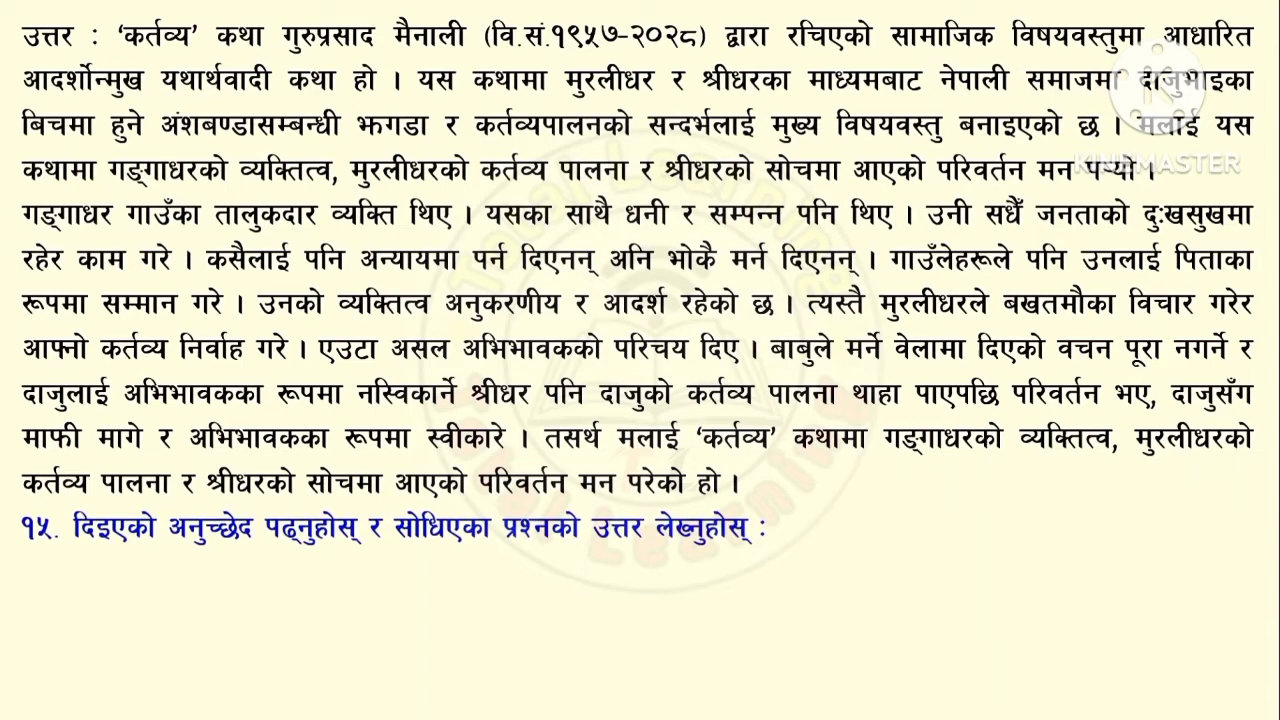 उत्तर : ‘कर्तव्य’ कथा गुरुप्रसाद मैनाली (वि.सं.१९५७-२०२८) द्वारा रचिएको सामाजिक विषयवस्तुमा आधारित
आदर्शोन्मुख यथार्थवादी कथा हो । यस कथामा मुरलीधर र श्रीधरका माध्यमबाट नेपाली समाजमा दाजुभाइका
बिचमा हुने अंशबण्डासम्बन्धी झगडा र कर्तव्यपालनको सन्दर्भलाई मुख्य विषयवस्तु बनाइएको छ । मलाई यस
कथामा गङ्गाधरको व्यक्तित्व, मुरलीधरको कर्तव्य पालना र श्रीधरको सोचमा आएको परिवर्तन मन पर्‍यो ।
गङ्गाधर गाउँका तालुकदार व्यक्ति थिए । यसका साथै धनी र सम्पन्न पनि थिए । उनी सधैँ जनताको दुःखसुखमा
रहेर काम गरे । कसैलाई पनि अन्यायमा पर्न दिएनन् अनि भोकै मर्न दिएनन् । गाउँलेहरूले पनि उनलाई पिताका
रूपमा सम्मान गरे । उनको व्यक्तित्व अनुकरणीय र आदर्श रहेको छ । त्यस्तै मुरलीधरले बखतमौका विचार गरेर
आफ्नो कर्तव्य निर्वाह गरे । एउटा असल अभिभावकको परिचय दिए । बाबुले मर्ने वेलामा दिएको वचन पूरा नगर्ने र
दाजुलाई अभिभावकका रूपमा नस्विकार्ने श्रीधर पनि दाजुको कर्तव्य पालना थाहा पाएपछि परिवर्तन भए, दाजुसँग
माफी मागे र अभिभावकका रूपमा स्वीकारे । तसर्थ मलाई ‘कर्तव्य’ कथामा गङ्गाधरको व्यक्तित्व, मुरलीधरको
कर्तव्य पालना र श्रीधरको सोचमा आएको परिवर्तन मन परेको हो ।
१५. दिइएको अनुच्छेद पढ्नुहोस् र सोधिएका प्रश्नको उत्तर लेख्नुहोस् :
KINEMASTER